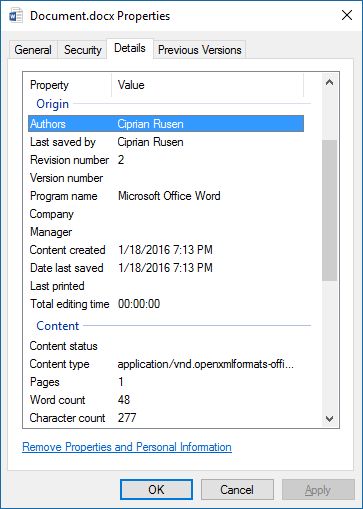 Document.docx Properties
General Security Details Previous Versions
Property Value
Origin
Authors Ciprian Rusen
Last saved by Ciprian Rusen
Revision number 2
Version number
Program name Microsoft Office Word
Company
Manager
Content created 1/18/2016 7:13 PM
Date last saved 1/18/2016 7:13 PM
Last printed
Total editing time 00:00:00
Content
Content status
Content type application/vnd.openxmlformats-offi...
Pages 1
Word count 48
Character count 277
Remove Properties and Personal Information
OK Cancel Apply